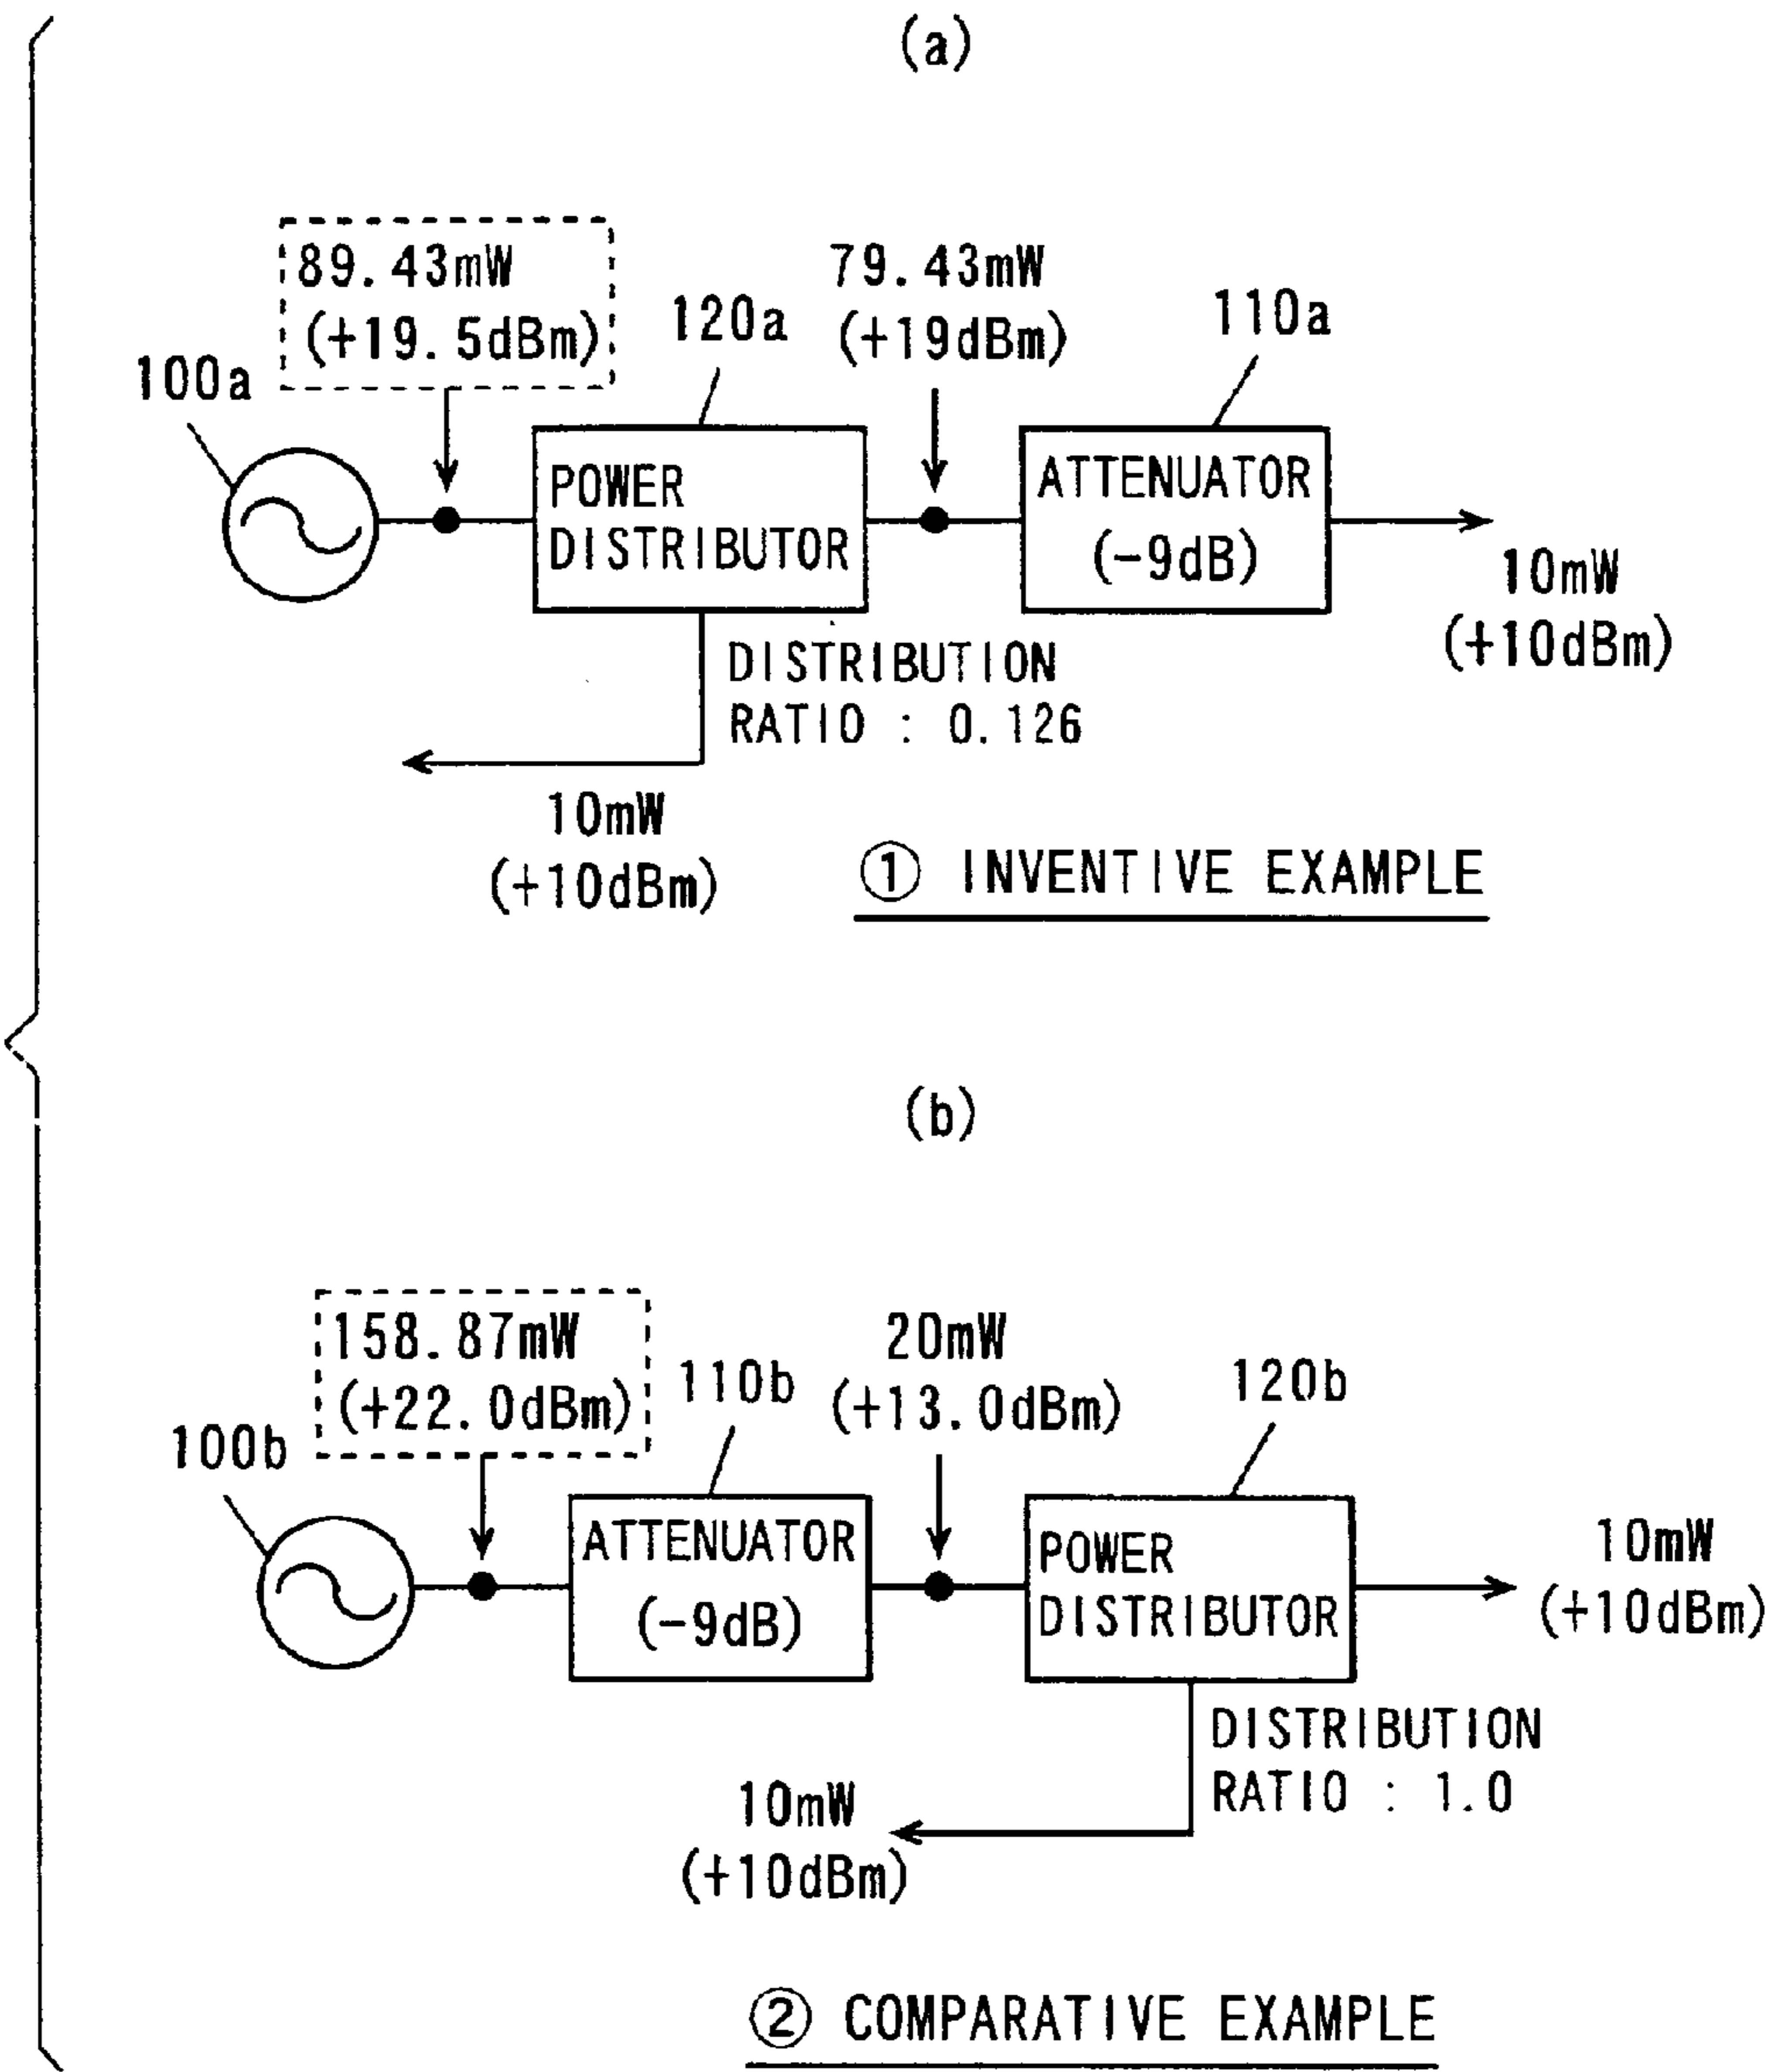 (a)
89.43mW
(+19.5dBm)
79.43mW
(+19dBm)
120a
110a
100a
POWER
DISTRIBUTOR
ATTENUATOR
(-9dB)
10mW
(+10dBm)
DISTRIBUTION
RATIO : 0.126
10mW
(+10dBm)
① INVENTIVE EXAMPLE
(b)
158.87mW
(+22.0dBm)
20mW
(+13.0dBm)
110b
120b
100b
ATTENUATOR
(-9dB)
POWER
DISTRIBUTOR
10mW
(+10dBm)
DISTRIBUTION
RATIO : 1.0
10mW
(+10dBm)
② COMPARATIVE EXAMPLE